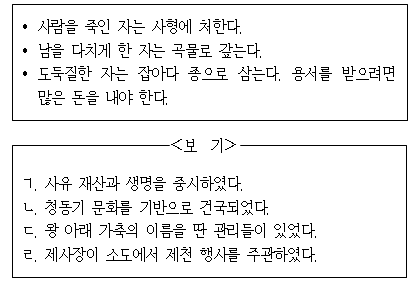 • 사람을 죽인 자는 사형에 처한다.
• 남을 다치게 한 자는 곡물로 갚는다.
• 도둑질한 자는 잡아다 종으로 삼는다. 용서를 받으려면
많은 돈을 내야 한다.
<보 기>
ㄱ. 사유 재산과 생명을 중시하였다.
ㄴ. 청동기 문화를 기반으로 건국되었다.
ㄷ. 왕 아래 가축의 이름을 딴 관리들이 있었다.
ㄹ. 제사장이 소도에서 제천 행사를 주관하였다.